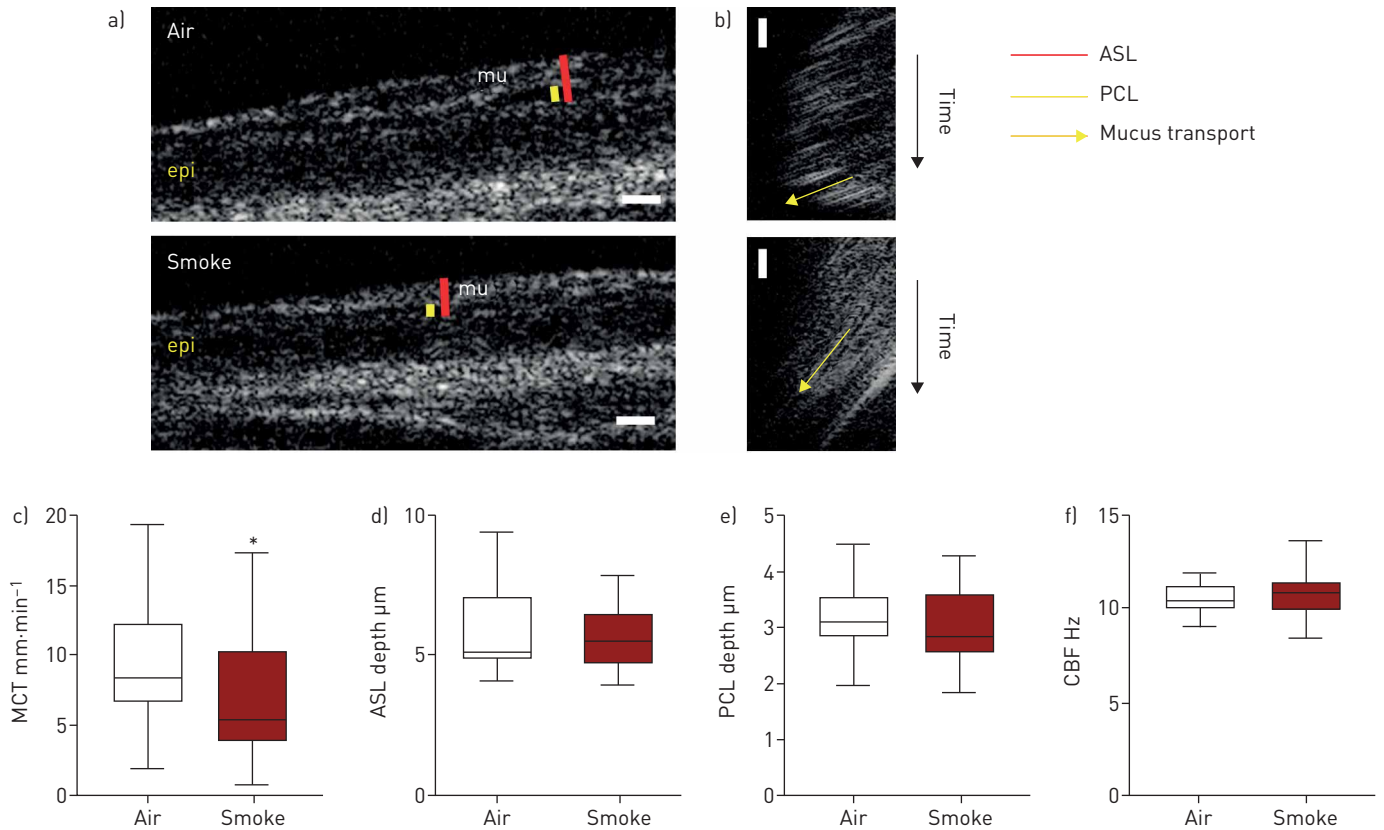 a)
Air
mu
epi
Smoke
mu
epi
b)
Time
Time
ASL
PCL
Mucus transport
c)
MCT mm·min⁻¹
20
15
10
5
0
*
Air Smoke
d)
ASL depth µm
10
5
0
Air Smoke
e)
PCL depth µm
5
4
3
2
1
0
Air Smoke
f)
CBF Hz
15
10
5
0
Air Smoke